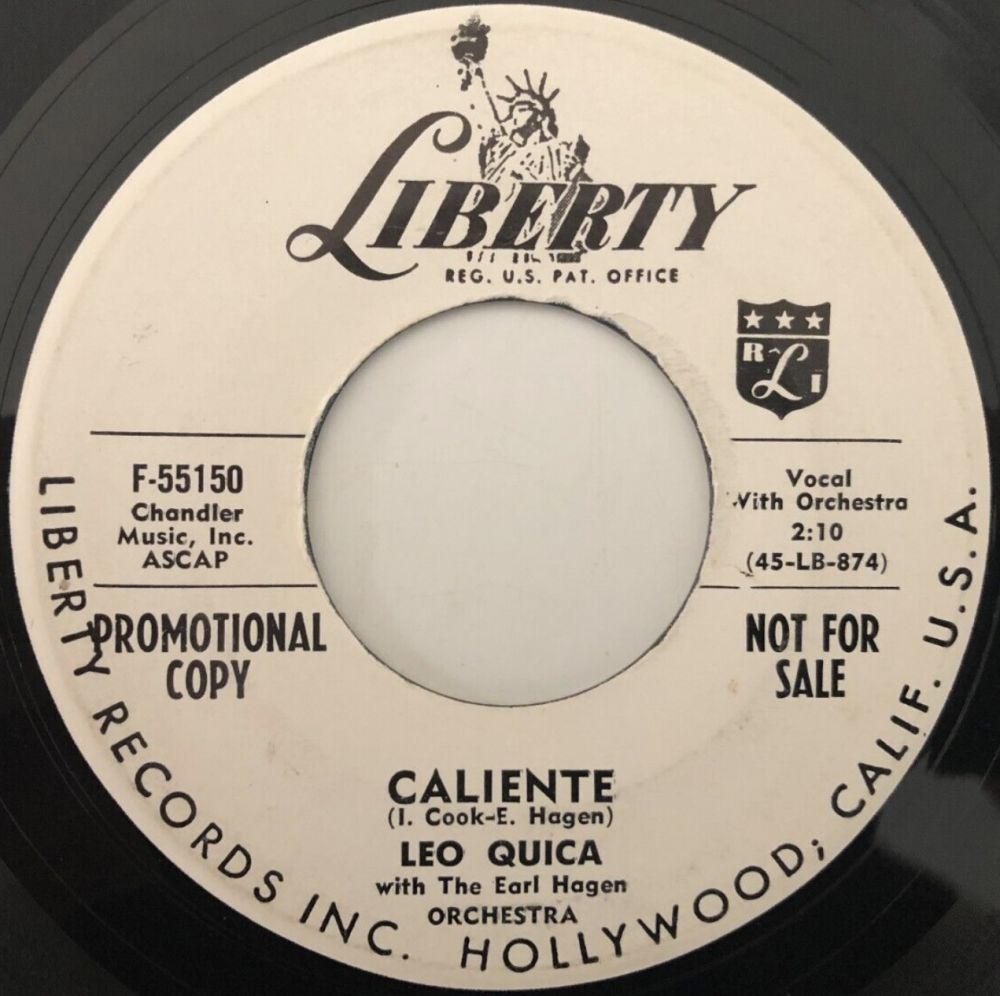 LIBERTY
REG. U.S. PAT. OFFICE
R L I
F-55150
Chandler
Music, Inc.
ASCAP
Vocal
With Orchestra
2:10
(45-LB-874)
PROMOTIONAL
COPY
NOT FOR
SALE
CALIENTE
(I. Cook-E. Hagen)
LEO QUICA
with The Earl Hagen
ORCHESTRA
LIBERTY RECORDS INC. HOLLYWOOD; CALIF. U.S.A.